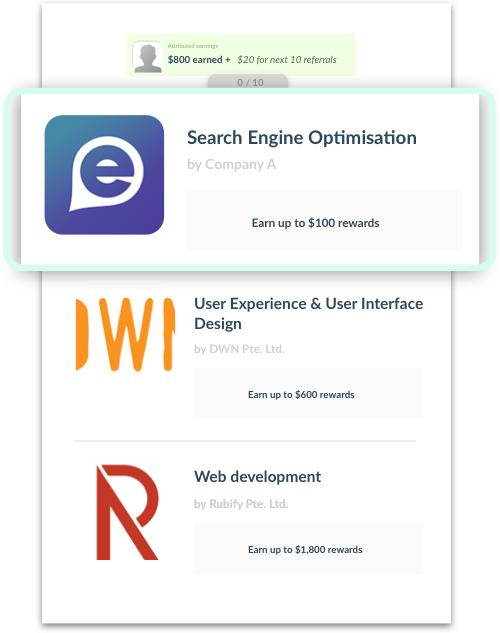 Attributed earnings
$800 earned + $20 for next 10 referrals
0 / 10
e
Search Engine Optimisation
by Company A
Earn up to $100 rewards
DWN
User Experience & User Interface
Design
by DWN Pte. Ltd.
Earn up to $600 rewards
R
Web development
by Rubify Pte. Ltd.
Earn up to $1,800 rewards